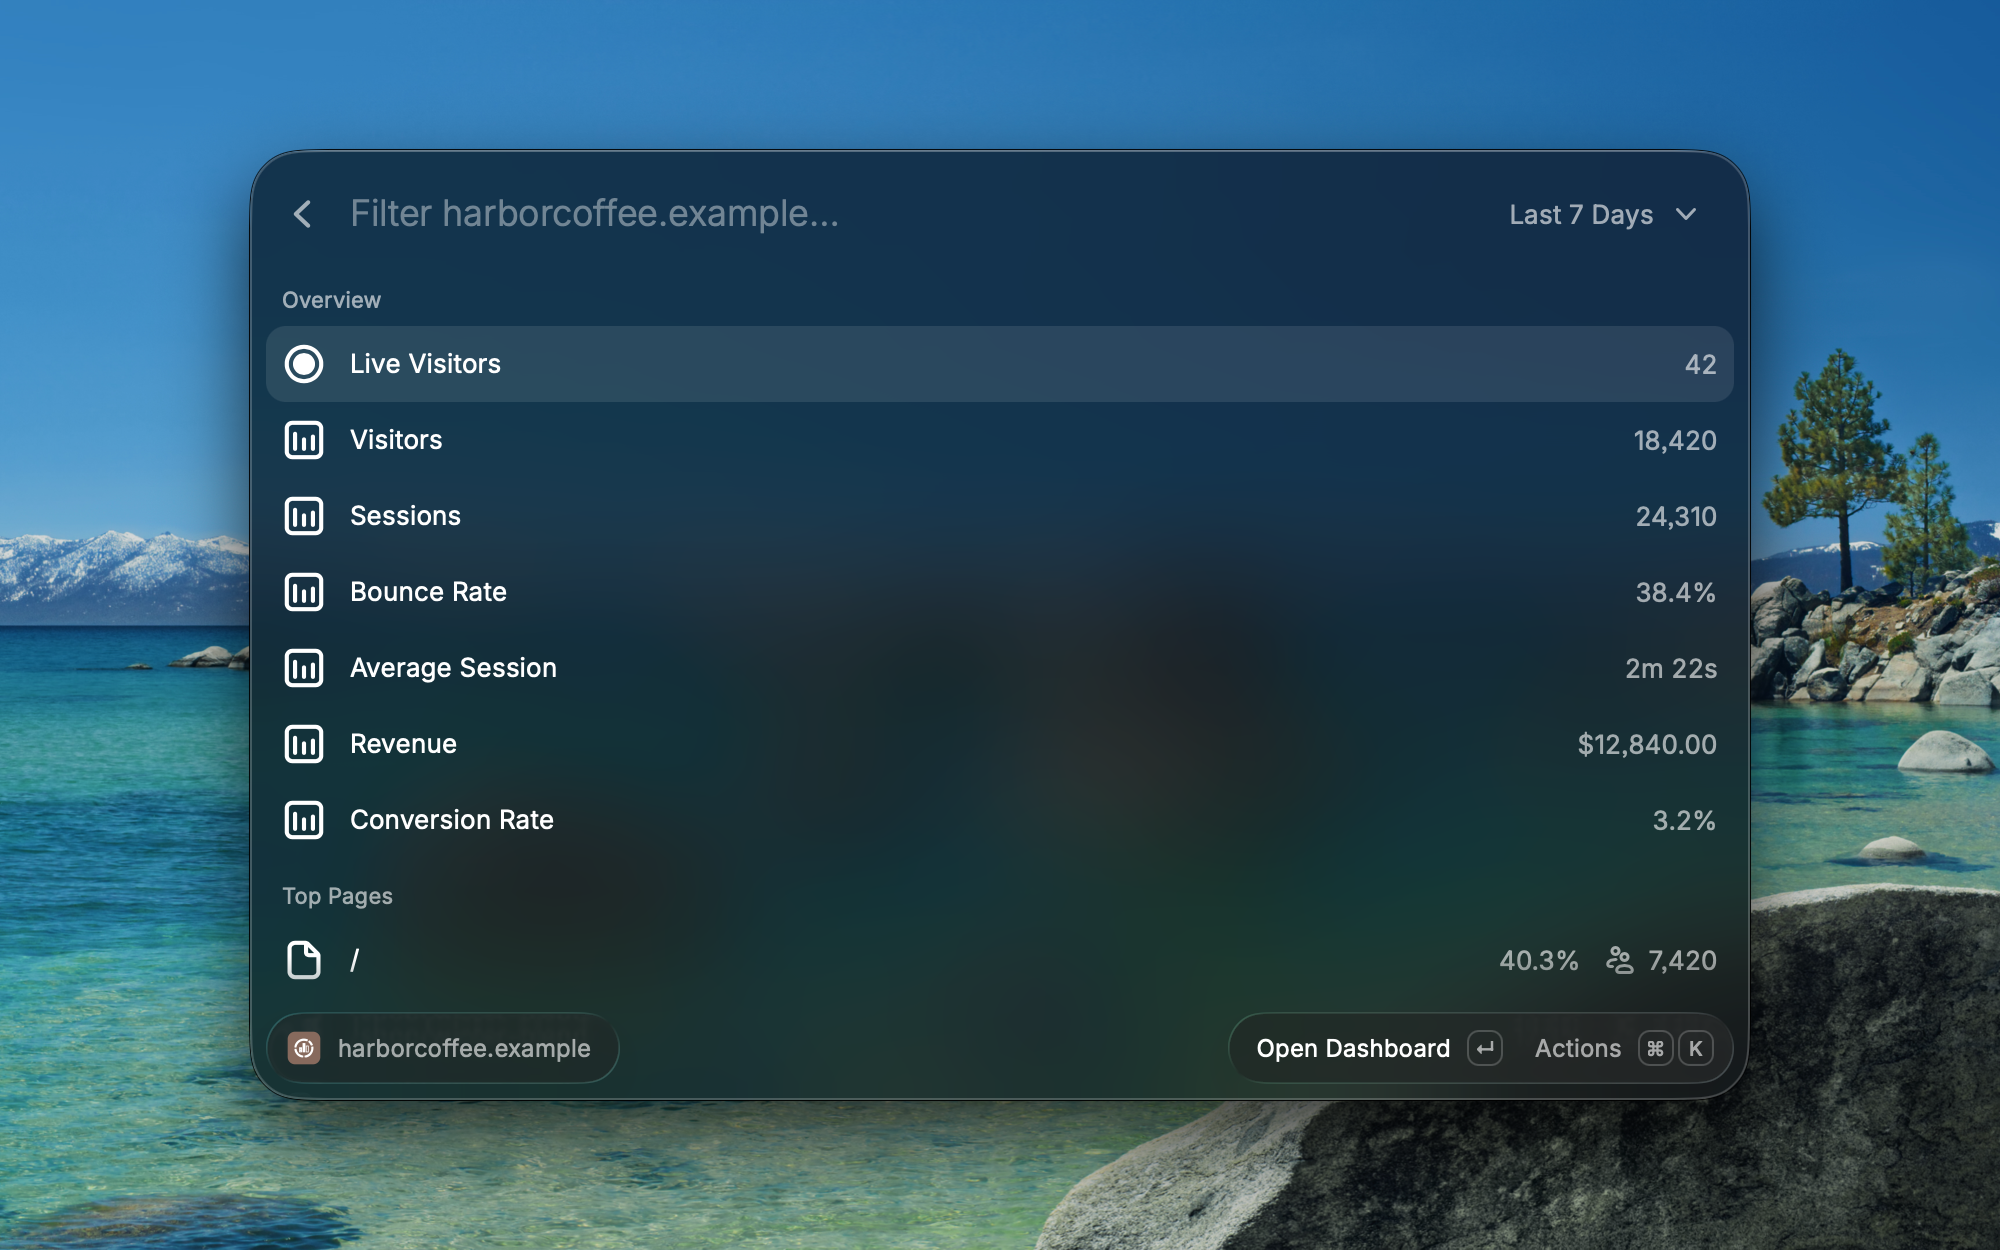 Filter harborcoffee.example...
Last 7 Days
Overview
Live Visitors 42
Visitors 18,420
Sessions 24,310
Bounce Rate 38.4%
Average Session 2m 22s
Revenue $12,840.00
Conversion Rate 3.2%
Top Pages
/ 40.3% 7,420
harborcoffee.example
Open Dashboard ↵ Actions ⌘ K